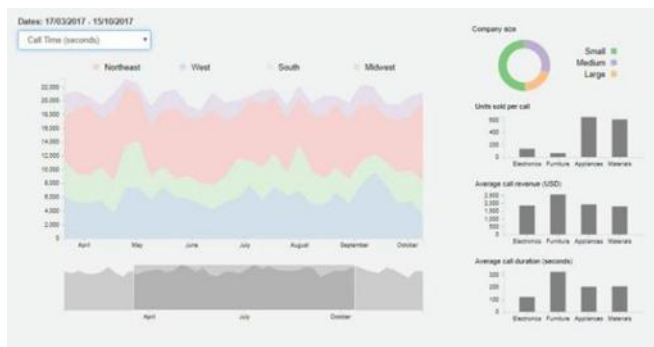 Dates: 17/03/2017 - 15/10/2017
Call Time (seconds)
Northeast West South Midwest
22,000
20,000
18,000
16,000
14,000
12,000
10,000
8,000
6,000
4,000
2,000
0
April May June July August September October
April July October
Company size
Small
Medium
Large
Units sold per call
600
400
200
0
Electronics Furniture Appliances Materials
Average call revenue (USD)
2,500
2,000
1,500
1,000
500
0
Electronics Furniture Appliances Materials
Average call duration (seconds)
300
200
100
0
Electronics Furniture Appliances Materials